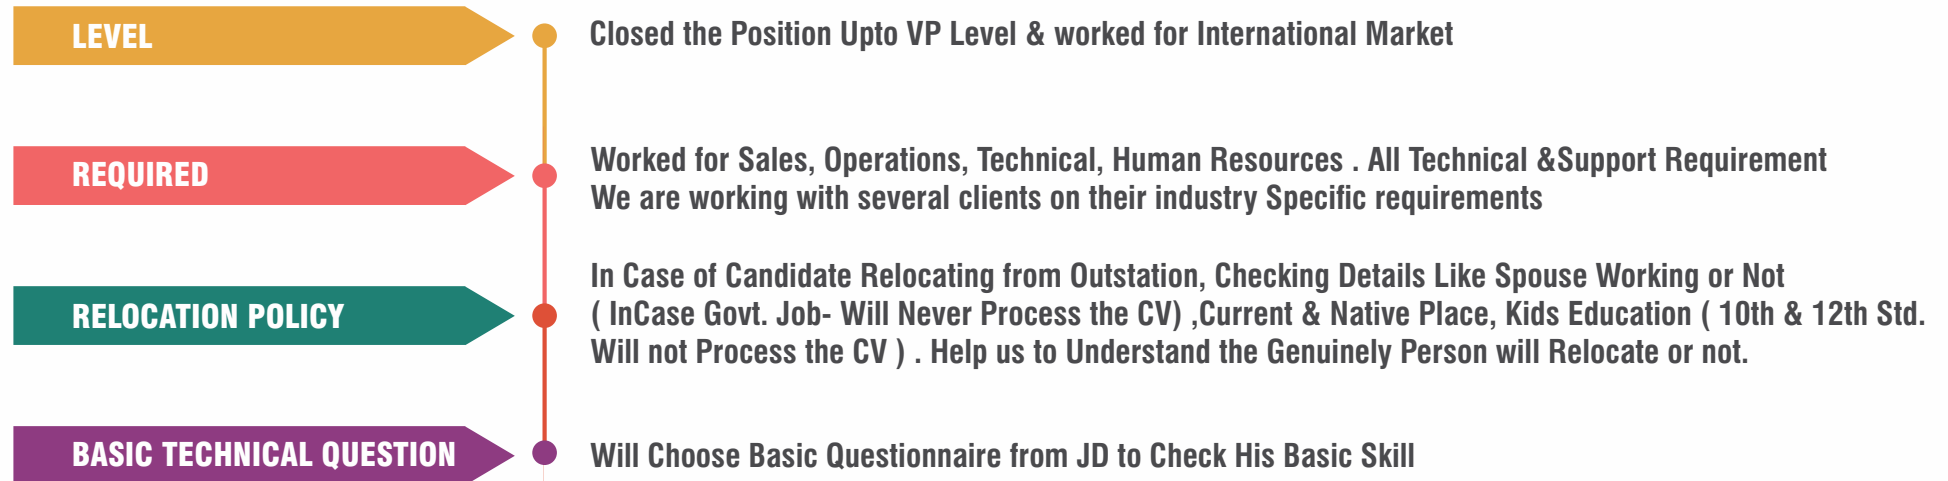 LEVEL
Closed the Position Upto VP Level & worked for International Market
REQUIRED
Worked for Sales, Operations, Technical, Human Resources . All Technical &Support Requirement
We are working with several clients on their industry Specific requirements
RELOCATION POLICY
In Case of Candidate Relocating from Outstation, Checking Details Like Spouse Working or Not
( InCase Govt. Job- Will Never Process the CV) ,Current & Native Place, Kids Education ( 10th & 12th Std.
Will not Process the CV ) . Help us to Understand the Genuinely Person will Relocate or not.
BASIC TECHNICAL QUESTION
Will Choose Basic Questionnaire from JD to Check His Basic Skill